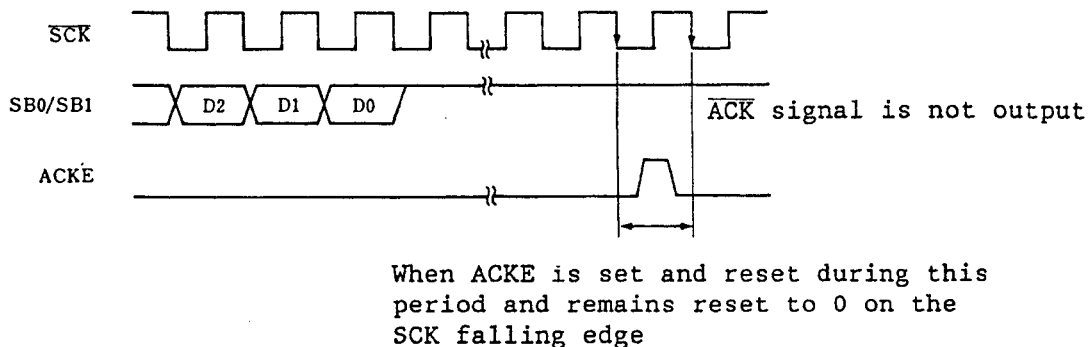 SCK
SB0/SB1 D2 D1 D0
ACK signal is not output
ACKE
When ACKE is set and reset during this
period and remains reset to 0 on the
SCK falling edge